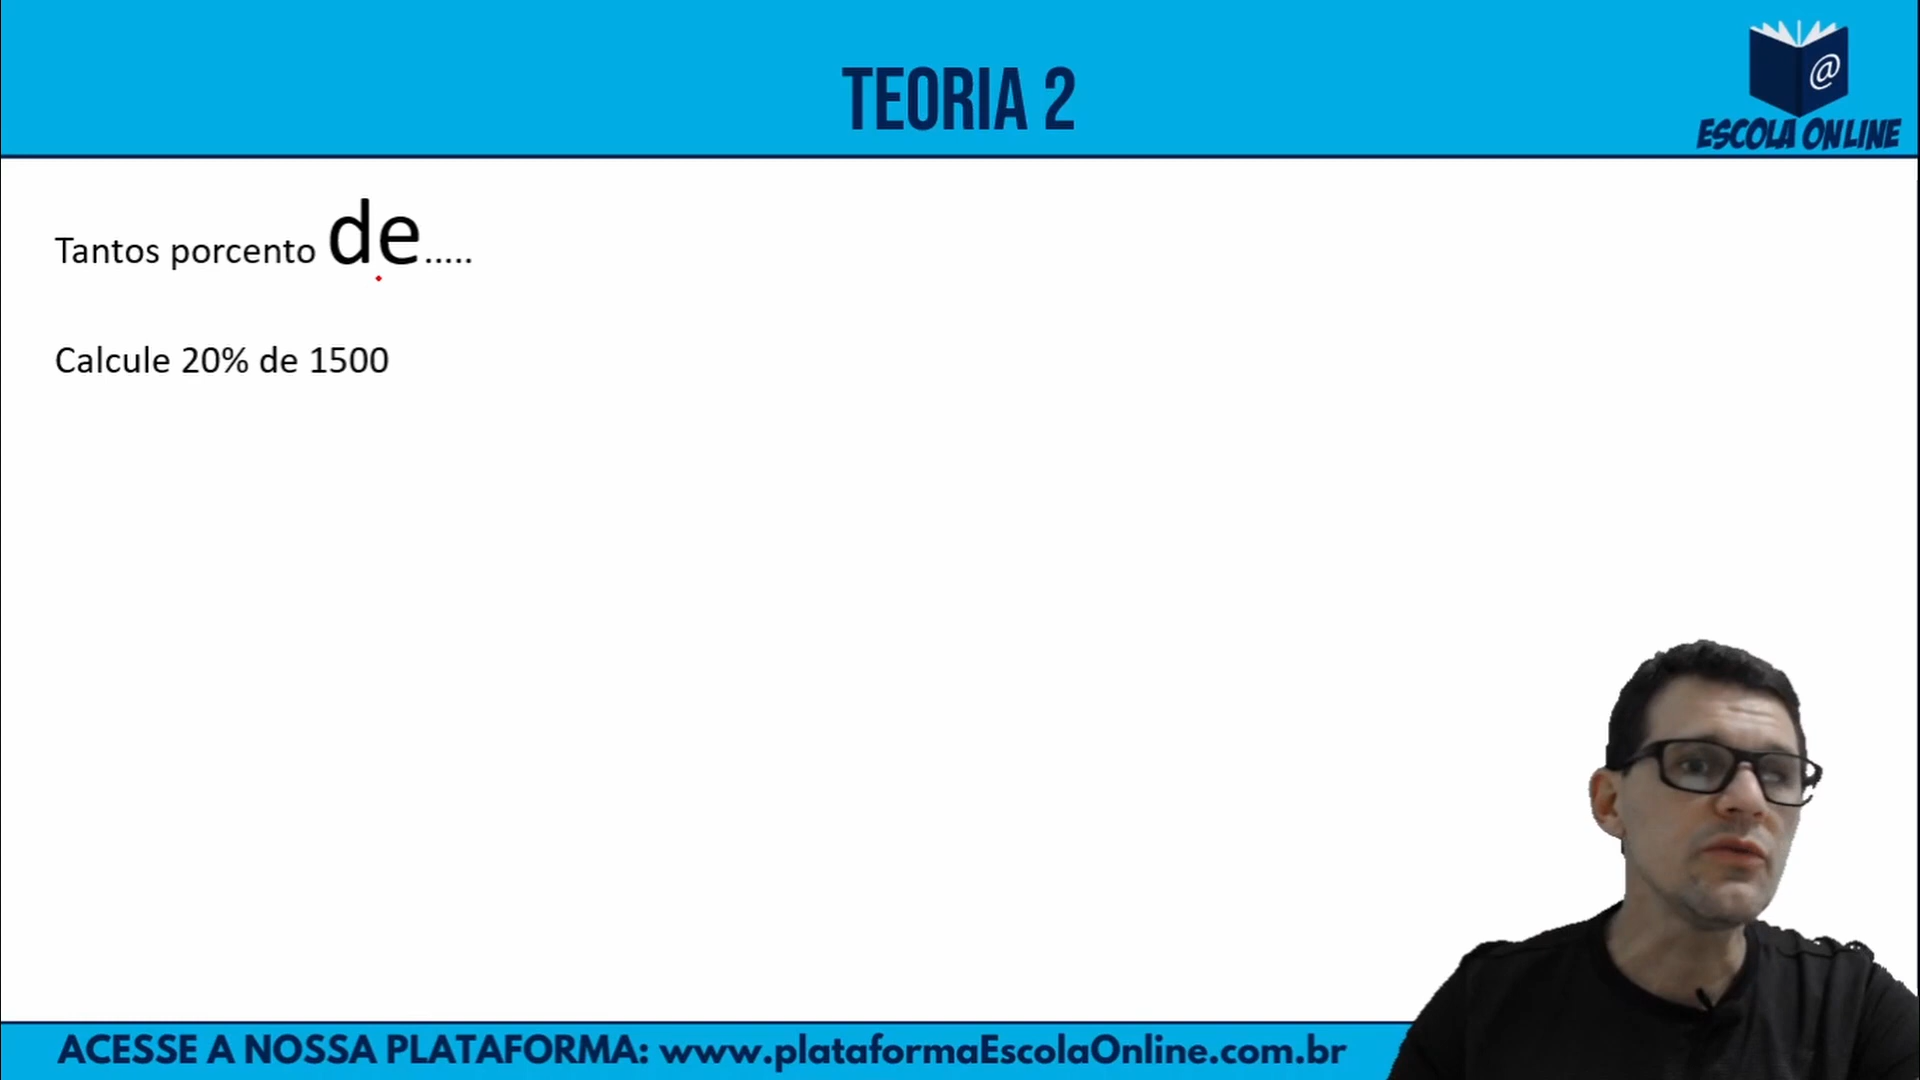 TEORIA 2
@
ESCOLA ONLINE
Tantos porcento de.....
Calcule 20% de 1500
ACESSE A NOSSA PLATAFORMA: www.plataformaEscolaOnline.com.br